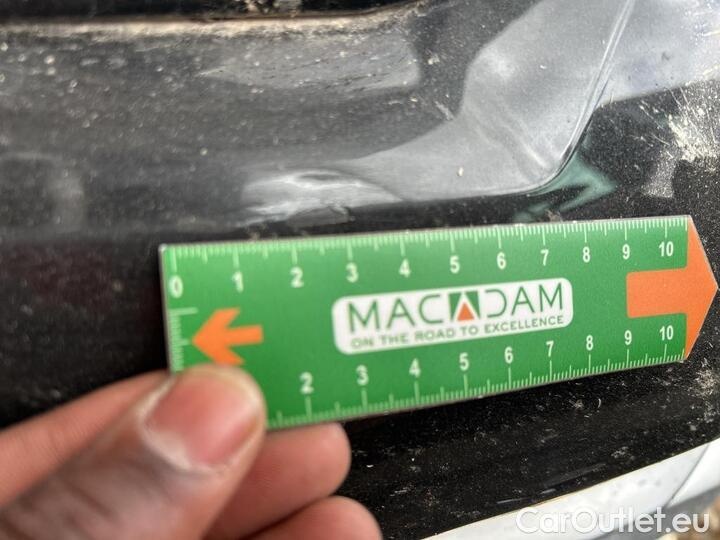 0 1 2 3 4 5 6 7 8 9 10
MACADAM
ON THE ROAD TO EXCELLENCE
2 3 4 5 6 7 8 9 10
CarOutlet.eu